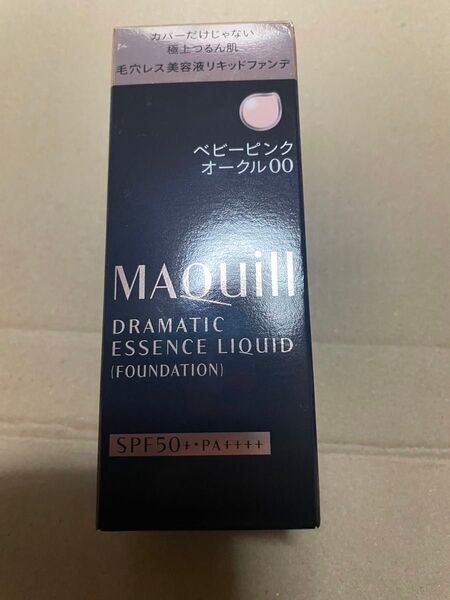 カバーだけじゃない
極上つるん肌
毛穴レス美容液リキッドファンデ
ベビーピンク
オークル00
MAQuill
DRAMATIC
ESSENCE LIQUID
(FOUNDATION)
SPF50+・PA++++